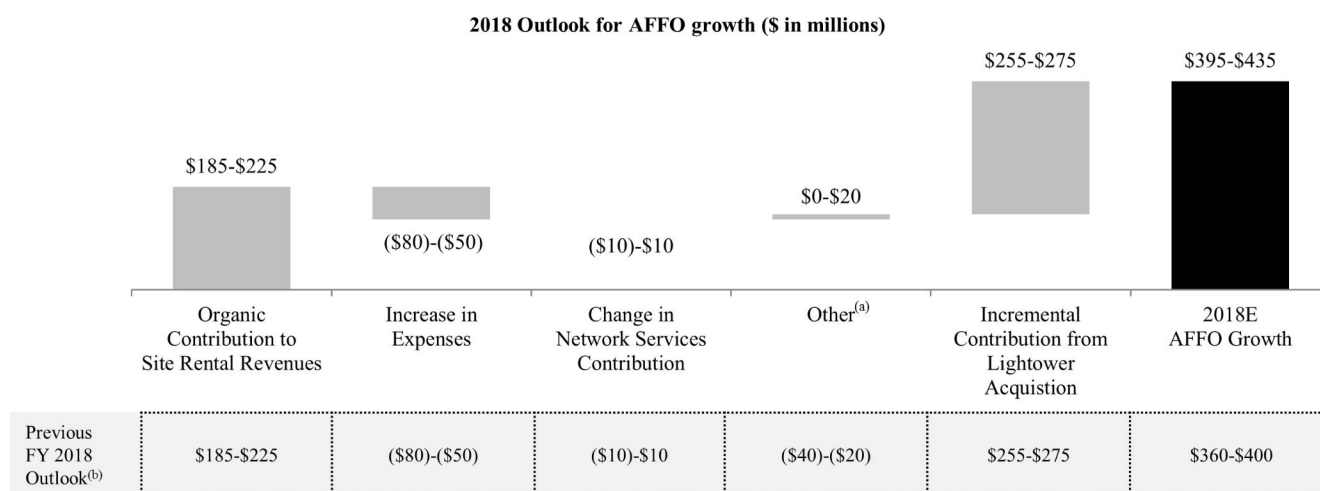 2018 Outlook for AFFO growth ($ in millions)
$185-$225
($80)-($50)
($10)-$10
$0-$20
$255-$275
$395-$435
Organic
Contribution to
Site Rental Revenues
Increase in
Expenses
Change in
Network Services
Contribution
Other(a)
Incremental
Contribution from
Lightower
Acquistion
2018E
AFFO Growth
Previous
FY 2018
Outlook(b)
$185-$225
($80)-($50)
($10)-$10
($40)-($20)
$255-$275
$360-$400